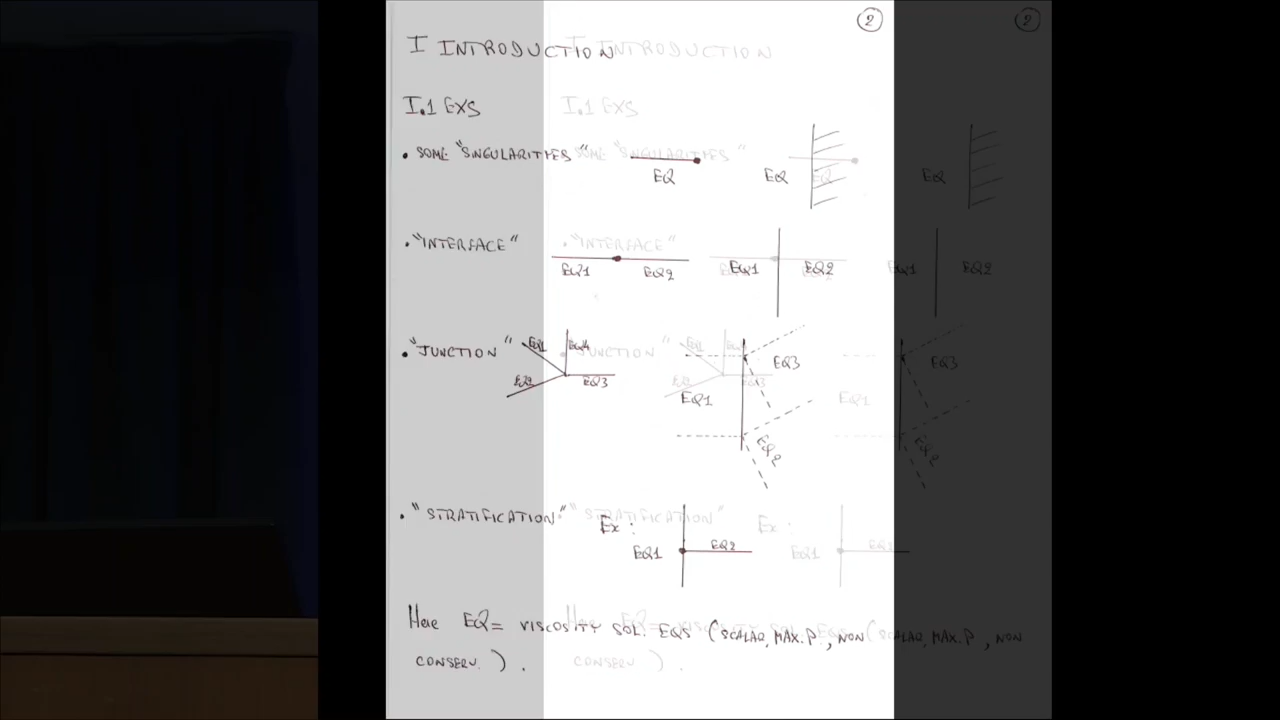 ②
I INTRODUCTION
I.1 EXS
• SOME "SINGULARITIES"
EQ EQ
• "INTERFACE"
EQ1 EQ2 EQ1 EQ2
• "JUNCTION"
EQ1 EQ4 EQ3
EQ2 EQ3 EQ1
EQ2
• "STRATIFICATION" Ex :
EQ1 EQ2
Here EQ = VISCOSITY SOL. EQS (SCALAR, MAX. P, NON
CONSERV. ) .